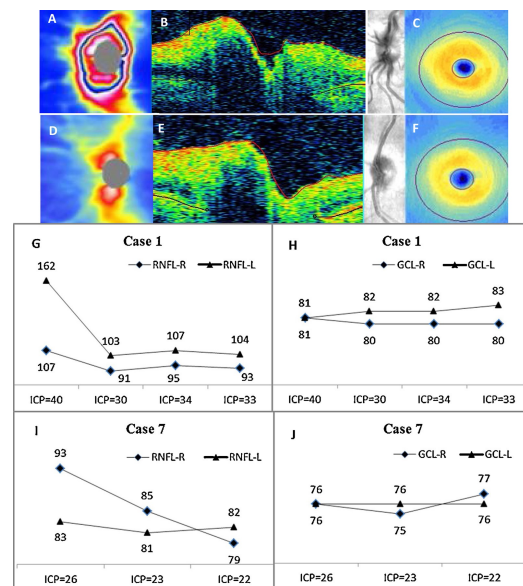 A
B
C
D
E
F
G
Case 1
RNFL-R
RNFL-L
162
103
107
104
107
91
95
93
ICP=40
ICP=30
ICP=34
ICP=33
H
Case 1
GCL-R
GCL-L
81
82
82
83
81
80
80
80
ICP=40
ICP=30
ICP=34
ICP=33
I
Case 7
RNFL-R
RNFL-L
93
85
82
83
81
79
ICP=26
ICP=23
ICP=22
J
Case 7
GCL-R
GCL-L
76
76
77
76
75
76
ICP=26
ICP=23
ICP=22